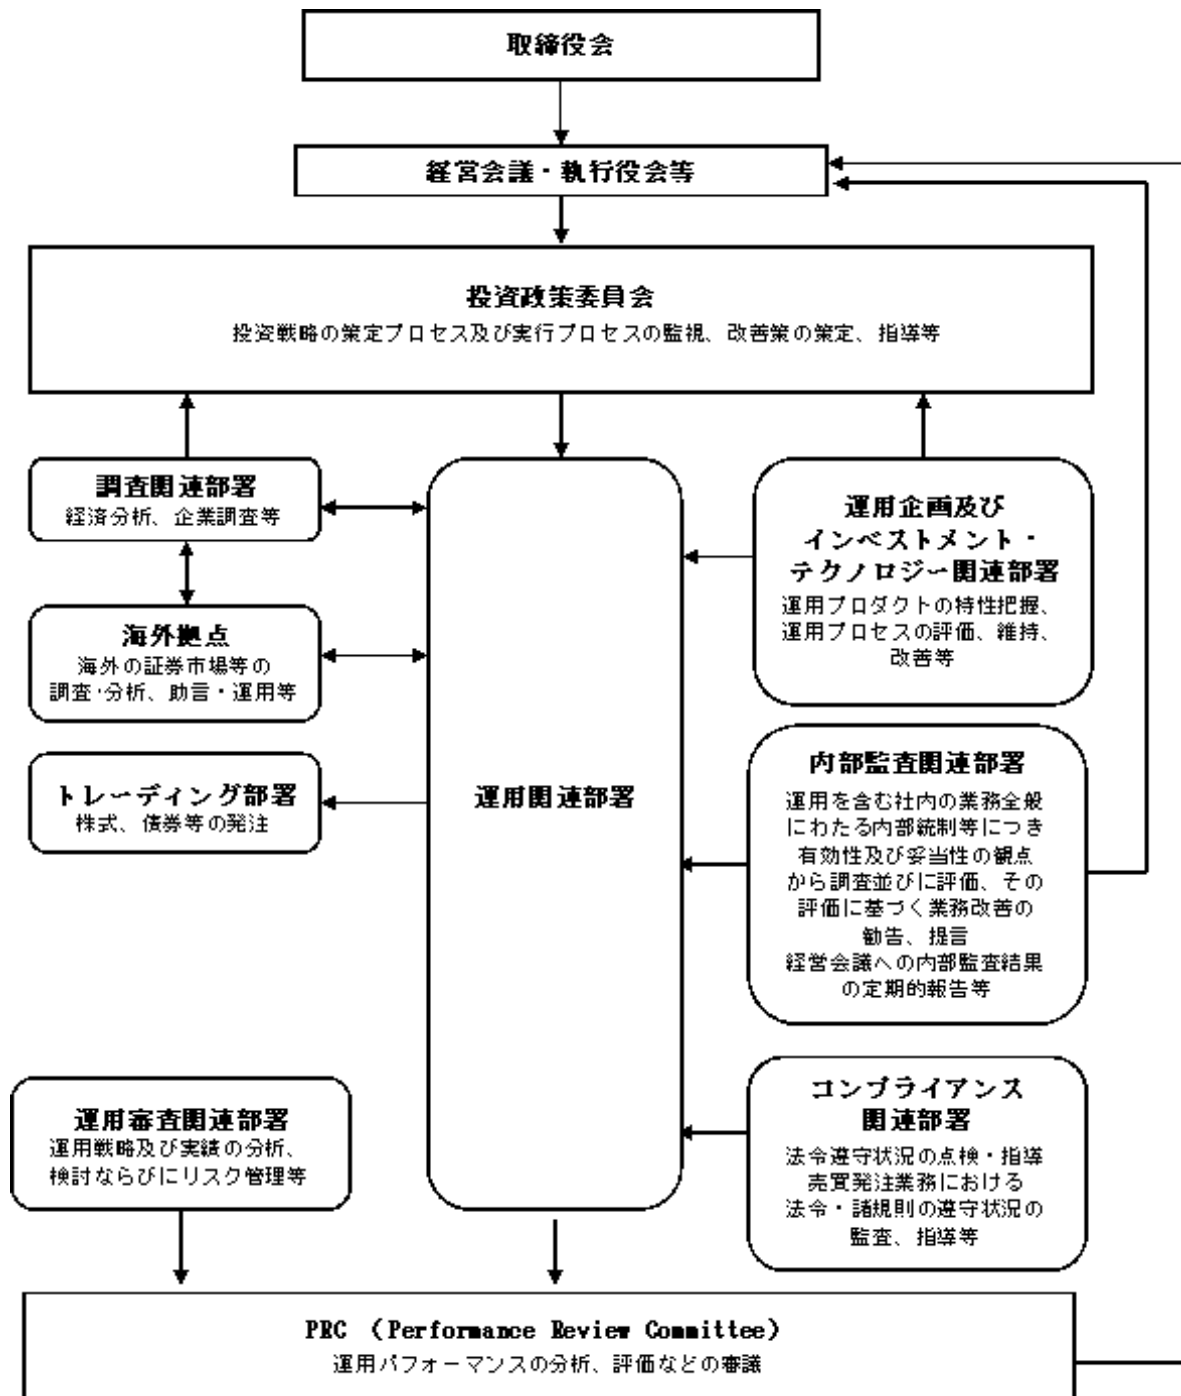 取締役会
経営会議・執行役会等
投資政策委員会
投資戦略の策定プロセス及び実行プロセスの監視、改善策の策定、指導等
調査関連部署
経済分析、企業調査等
海外拠点
海外の証券市場等の
調査・分析、助言・運用等
トレーディング部署
株式、債券等の発注
運用関連部署
運用企画及び
インベストメント・
テクノロジー関連部署
運用プロダクトの特性把握、
運用プロセスの評価、維持、
改善等
内部監査関連部署
運用を含む社内の業務全般
にわたる内部統制等につき
有効性及び妥当性の観点
から調査並びに評価、その
評価に基づく業務改善の
勧告、提言
経営会議への内部監査結果
の定期的報告等
コンプライアンス
関連部署
法令遵守状況の点検・指導
売買発注業務における
法令・諸規則の遵守状況の
監査、指導等
運用審査関連部署
運用戦略及び実績の分析、
検討ならびにリスク管理等
PRC （Performance Review Committee）
運用パフォーマンスの分析、評価などの審議